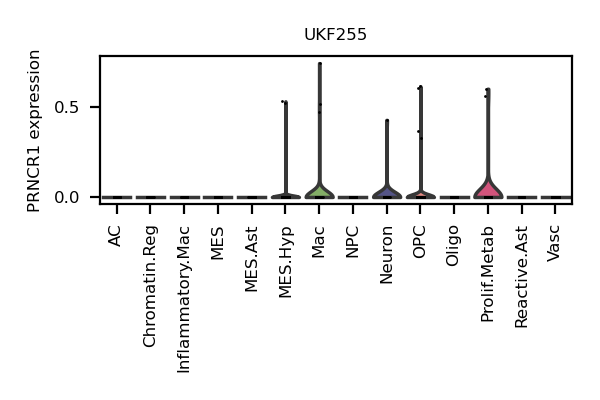 UKF255
PRNCR1 expression
0.5
0.0
AC
Chromatin.Reg
Inflammatory.Mac
MES
MES.Ast
MES.Hyp
Mac
NPC
Neuron
OPC
Oligo
Prolif.Metab
Reactive.Ast
Vasc